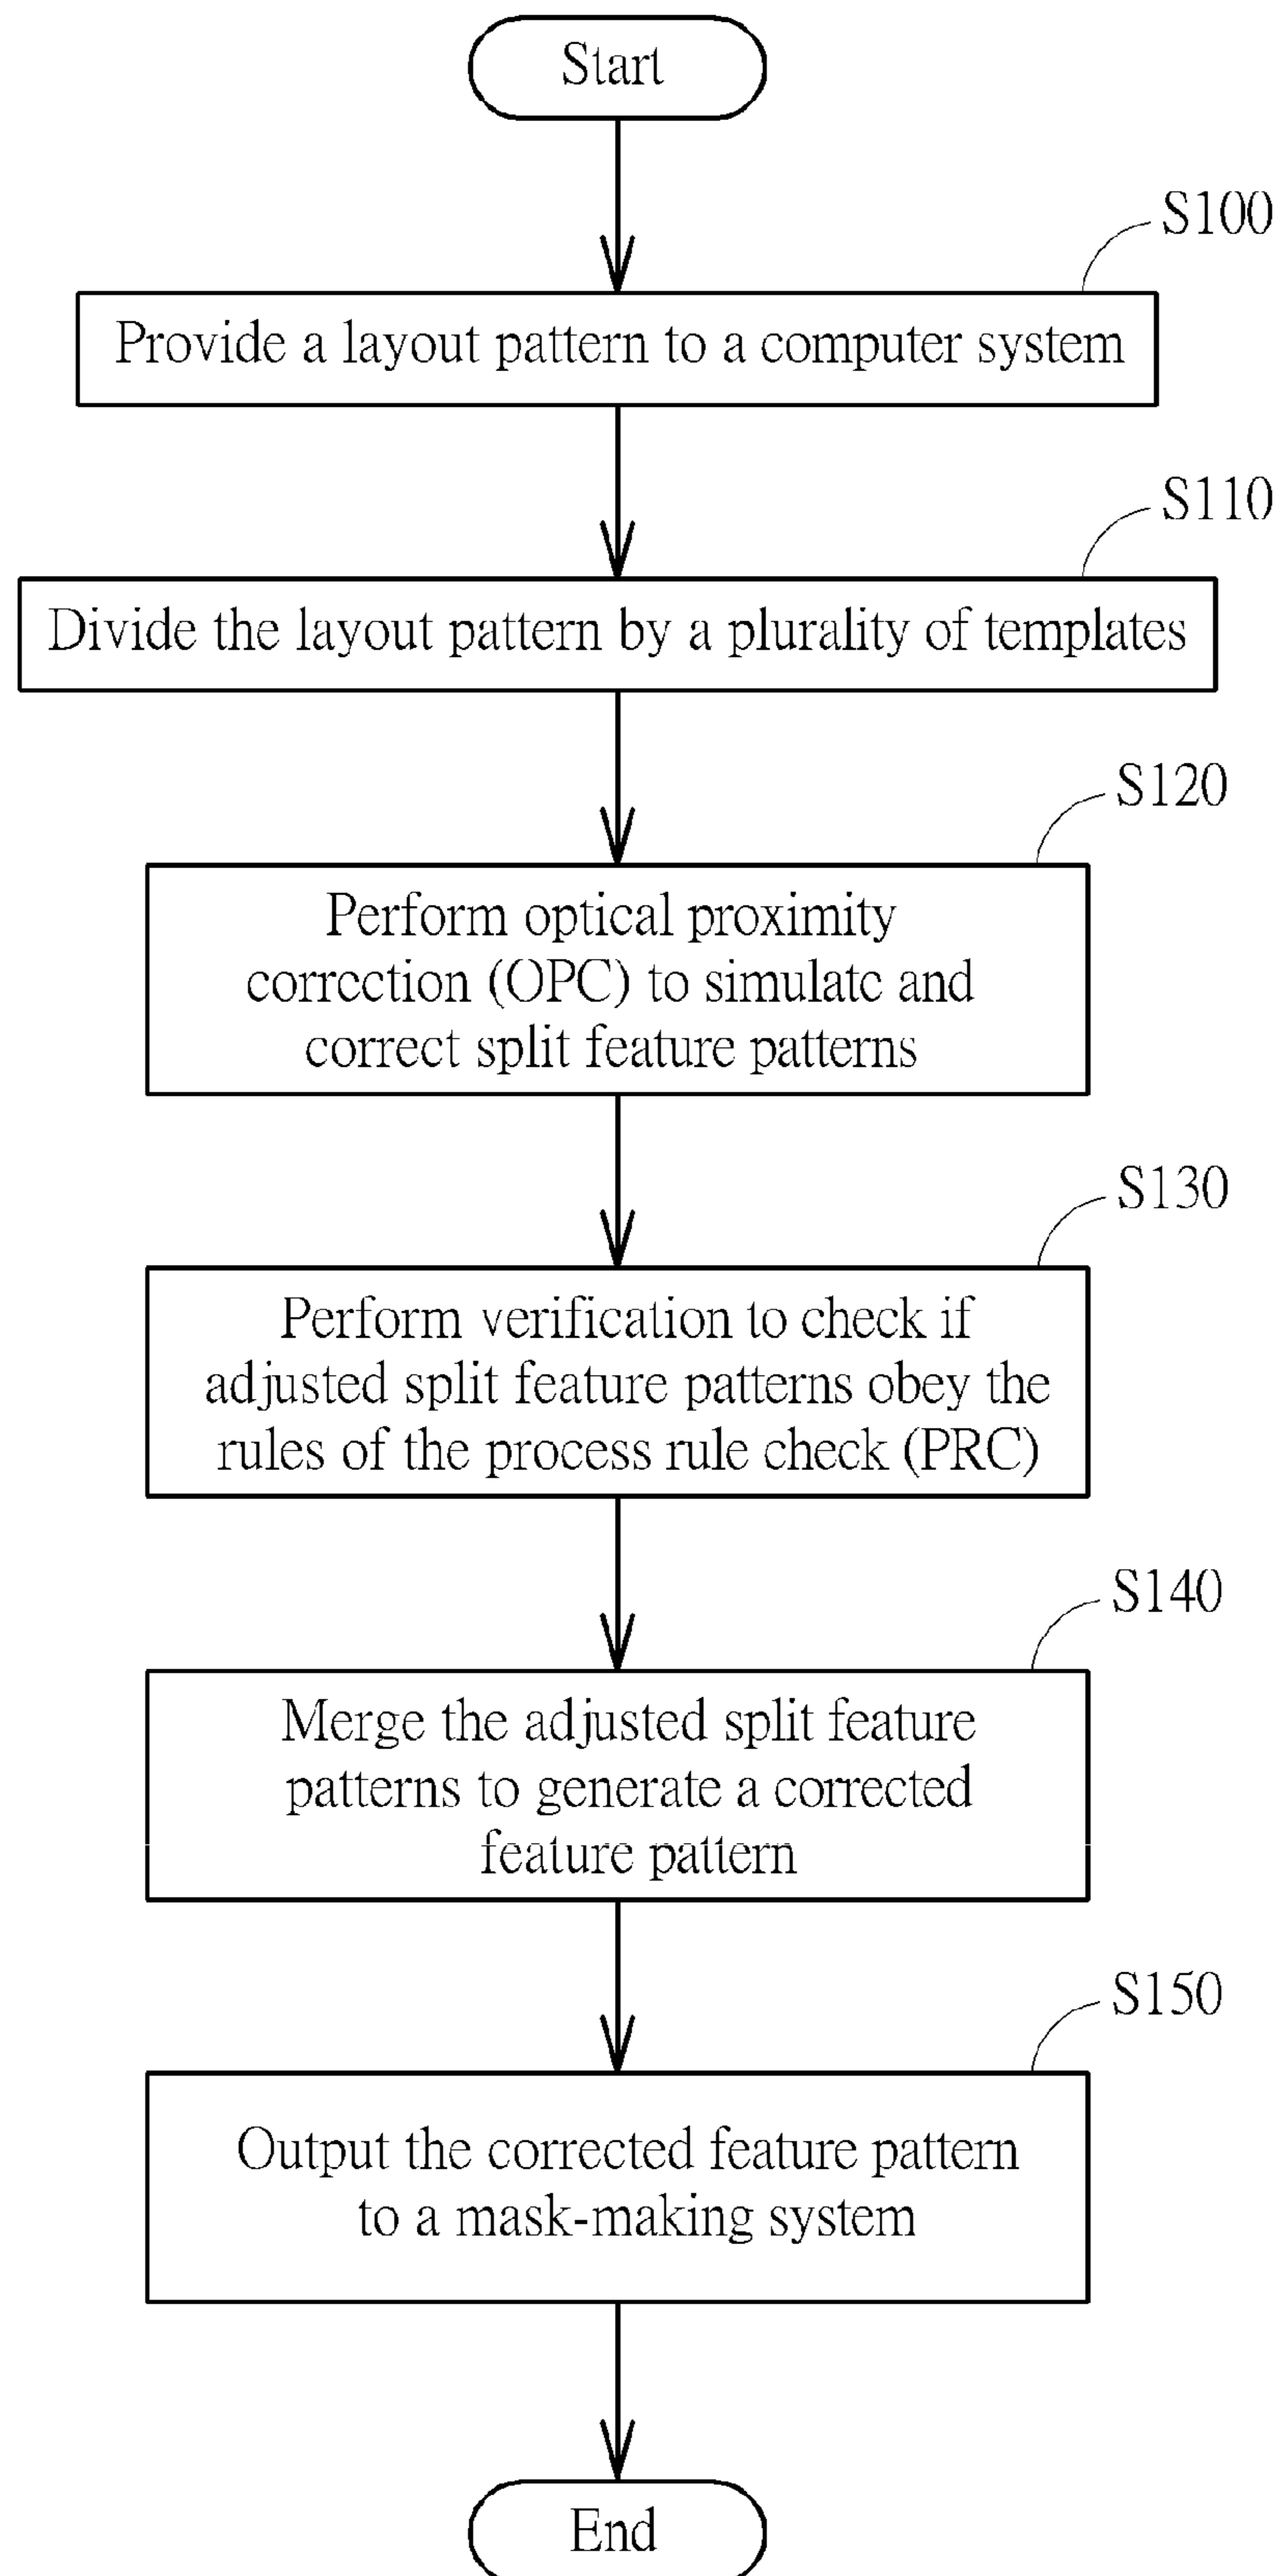 Start
S100
Provide a layout pattern to a computer system
S110
Divide the layout pattern by a plurality of templates
S120
Perform optical proximity
correction (OPC) to simulate and
correct split feature patterns
S130
Perform verification to check if
adjusted split feature patterns obey the
rules of the process rule check (PRC)
S140
Merge the adjusted split feature
patterns to generate a corrected
feature pattern
S150
Output the corrected feature pattern
to a mask-making system
End